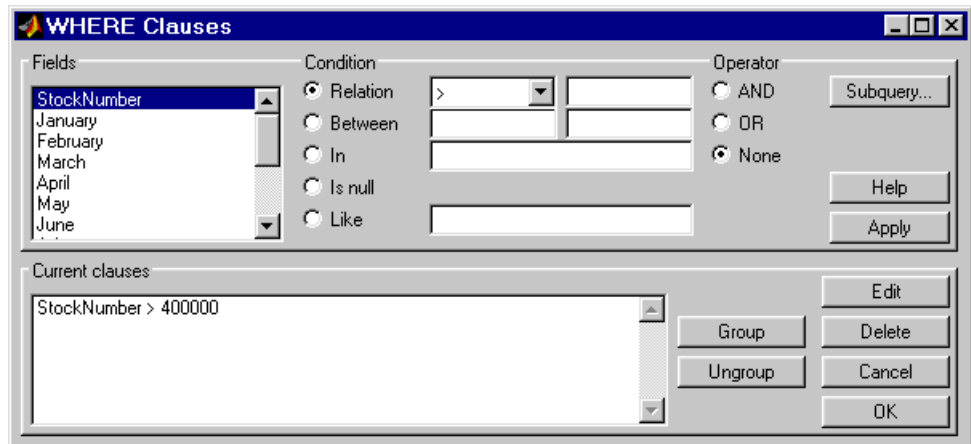 WHERE Clauses
Fields
StockNumber
January
February
March
April
May
June
Condition
Relation
>
Between
In
Is null
Like
Operator
AND
OR
None
Subquery...
Help
Apply
Current clauses
StockNumber > 400000
Group
Ungroup
Edit
Delete
Cancel
OK